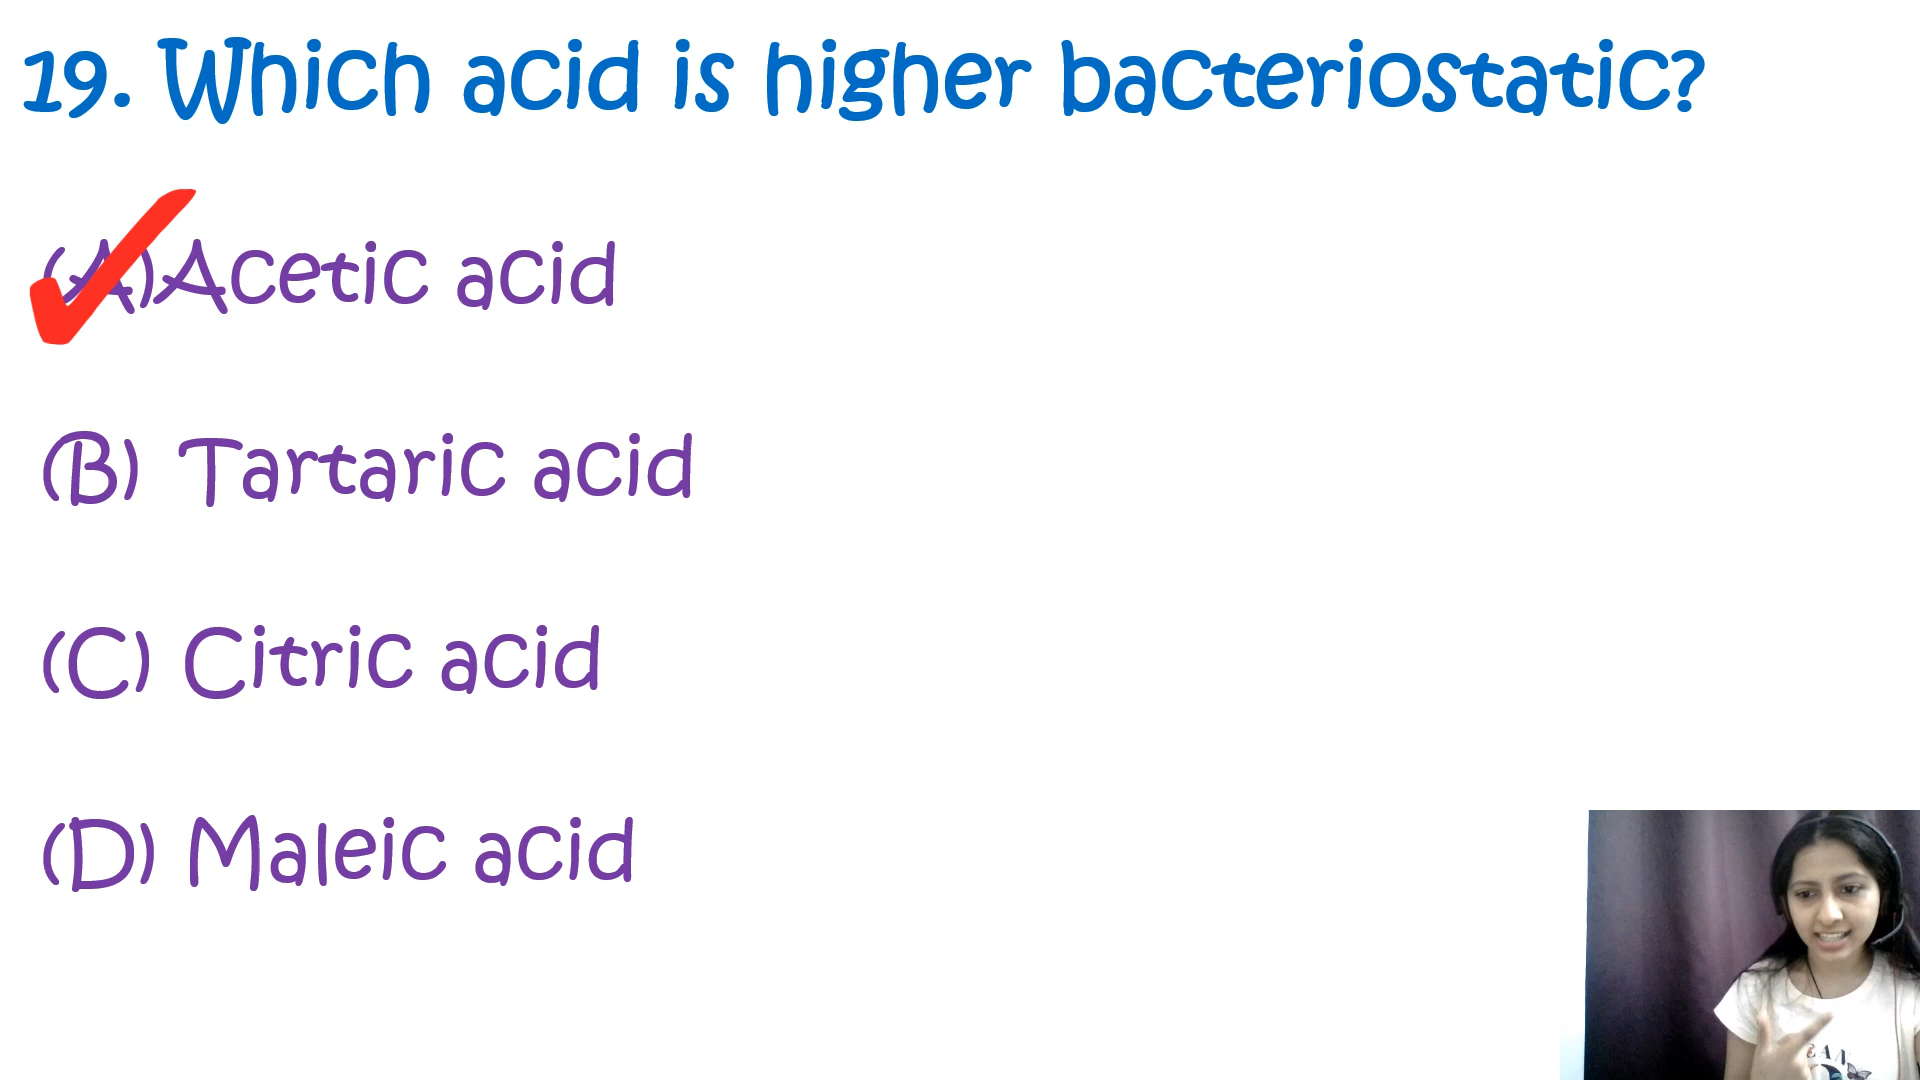 19. Which acid is higher bacteriostatic?
(A)Acetic acid
(B) Tartaric acid
(C) Citric acid
(D) Maleic acid